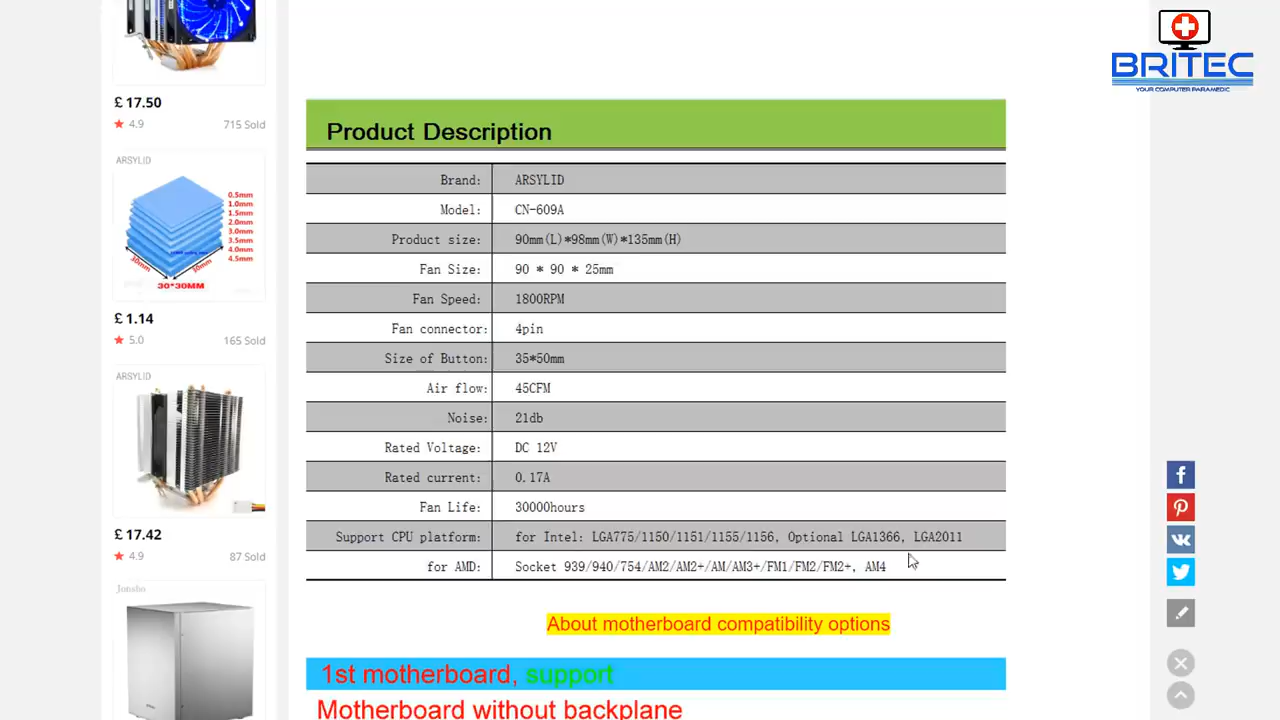 £ 17.50
4.9
715 Sold
ARSYLID
0.5mm
1.0mm
1.5mm
2.0mm
3.0mm
3.5mm
4.0mm
4.5mm
30mm
30mm
30*30MM
£ 1.14
5.0
165 Sold
ARSYLID
£ 17.42
4.9
87 Sold
Jonsbo
Product Description
Brand: ARSYLID
Model: CN-609A
Product size: 90mm(L)*98mm(W)*135mm(H)
Fan Size: 90 * 90 * 25mm
Fan Speed: 1800RPM
Fan connector: 4pin
Size of Button: 35*50mm
Air flow: 45CFM
Noise: 21db
Rated Voltage: DC 12V
Rated current: 0.17A
Fan Life: 30000hours
Support CPU platform: for Intel: LGA775/1150/1151/1155/1156, Optional LGA1366, LGA2011
for AMD: Socket 939/940/754/AM2/AM2+/AM/AM3+/FM1/FM2/FM2+, AM4
About motherboard compatibility options
1st motherboard, support
Motherboard without backplane
BRITEC
YOUR COMPUTER PARAMEDIC